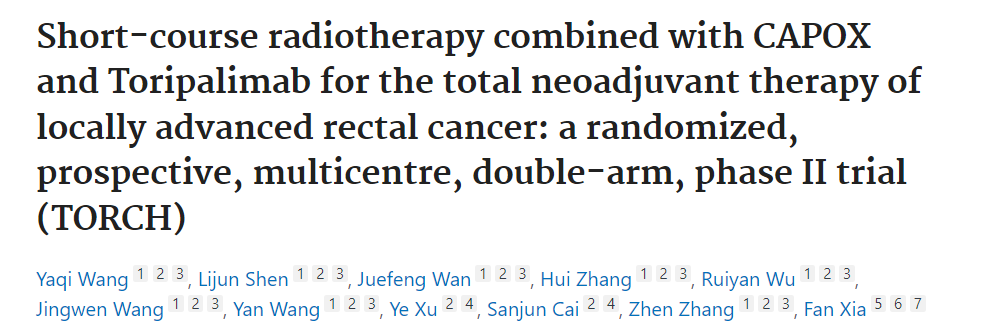 Short-course radiotherapy combined with CAPOX
and Toripalimab for the total neoadjuvant therapy of
locally advanced rectal cancer: a randomized,
prospective, multicentre, double-arm, phase II trial
(TORCH)
Yaqi Wang 1 2 3, Lijun Shen 1 2 3, Juefeng Wan 1 2 3, Hui Zhang 1 2 3, Ruiyan Wu 1 2 3,
Jingwen Wang 1 2 3, Yan Wang 1 2 3, Ye Xu 2 4, Sanjun Cai 2 4, Zhen Zhang 1 2 3, Fan Xia 5 6 7